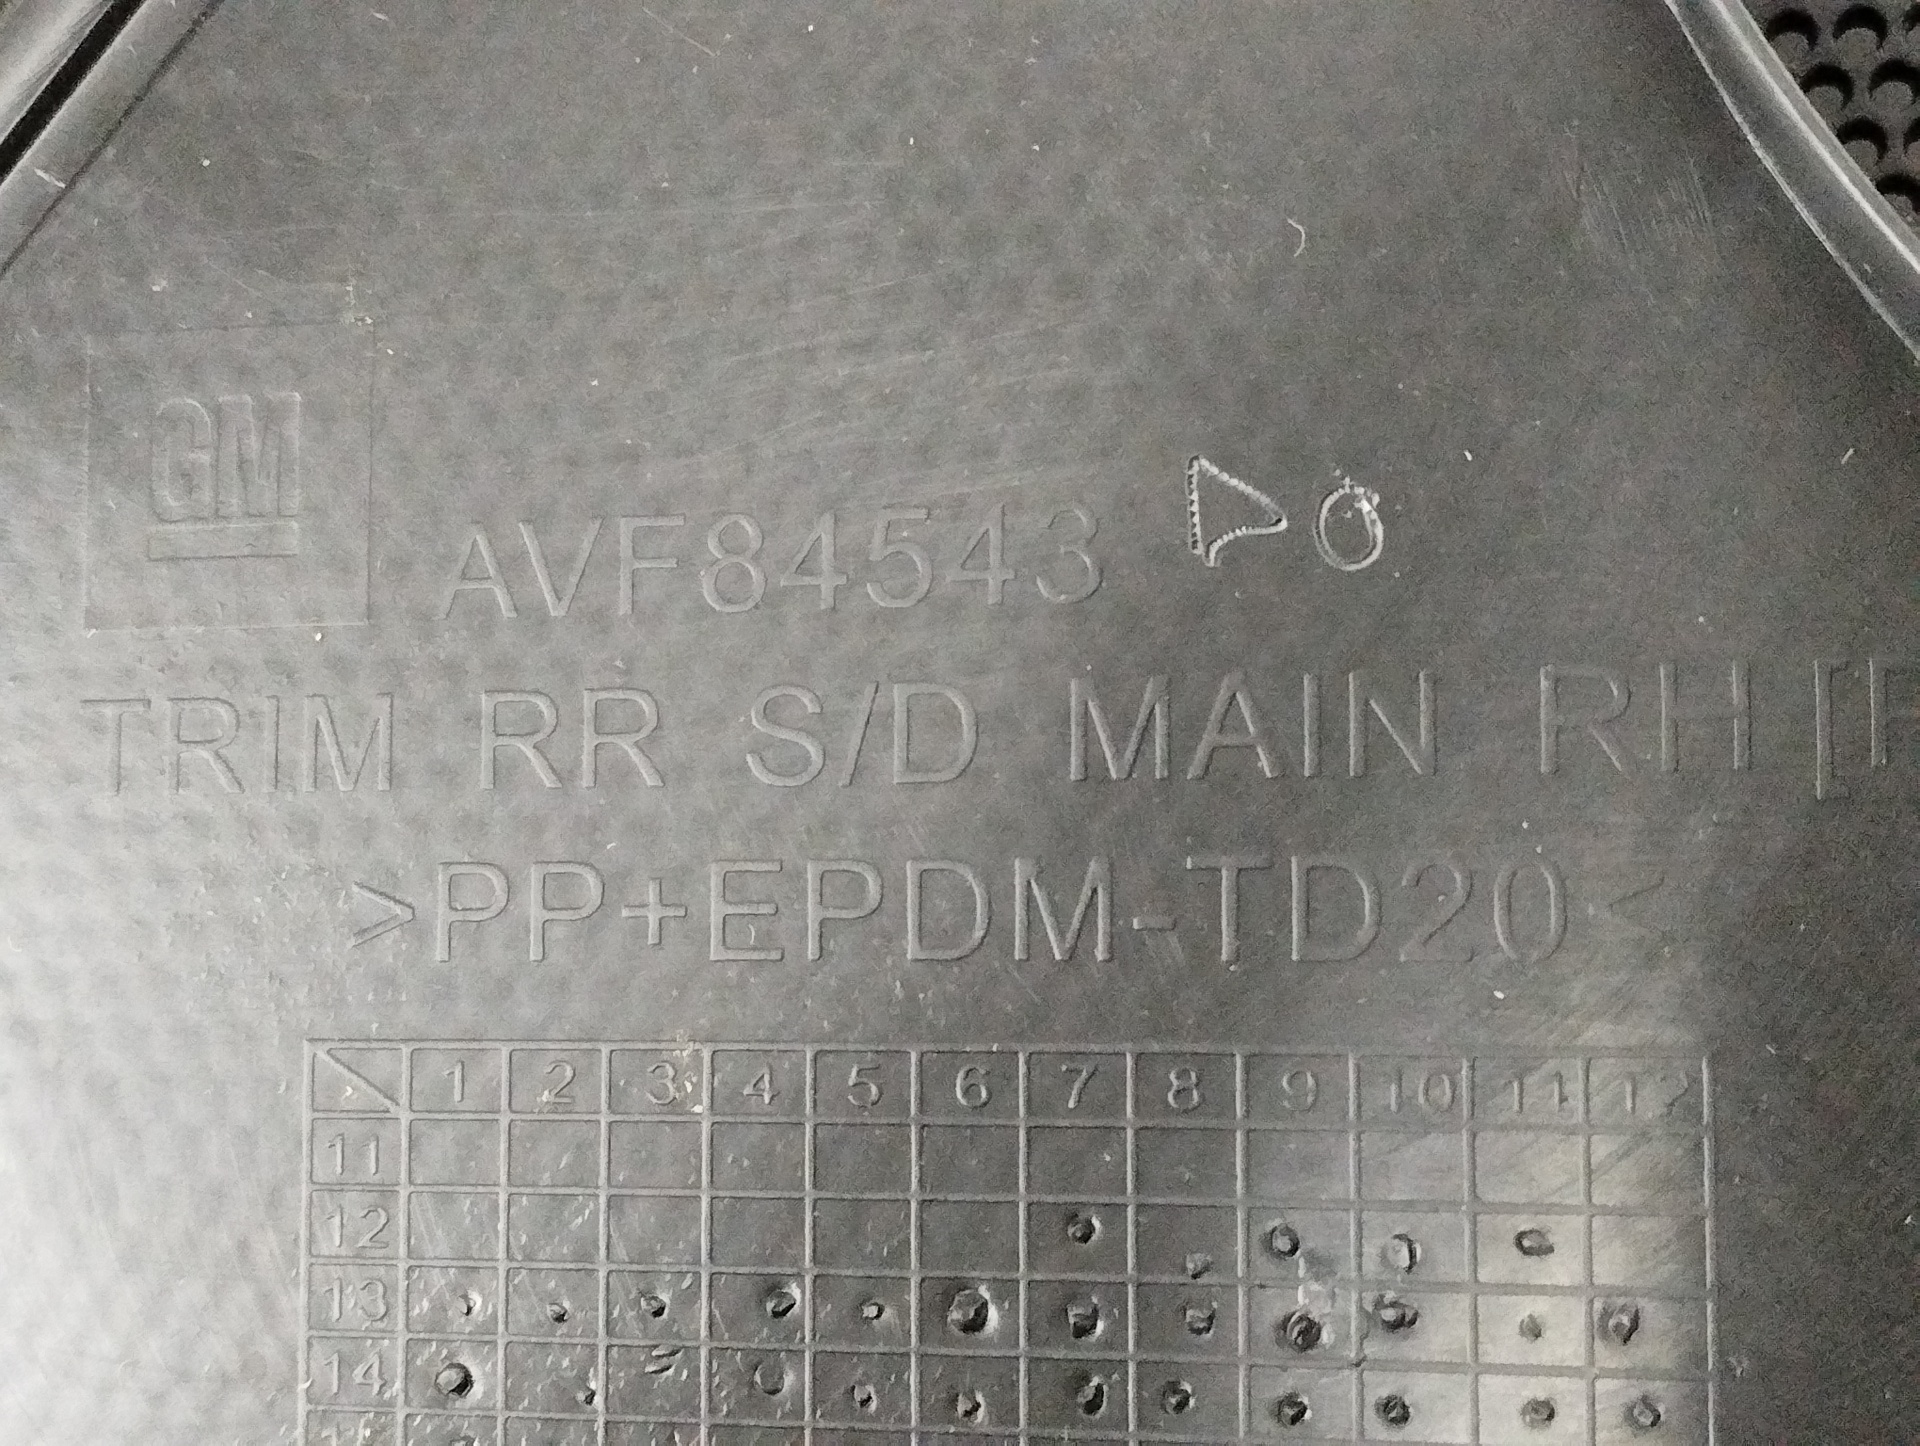 GM
AVF84543
TRIM RR S/D MAIN RH [
>PP+EPDM-TD20<
1 2 3 4 5 6 7 8 9 10 11 12
11
12
13
14